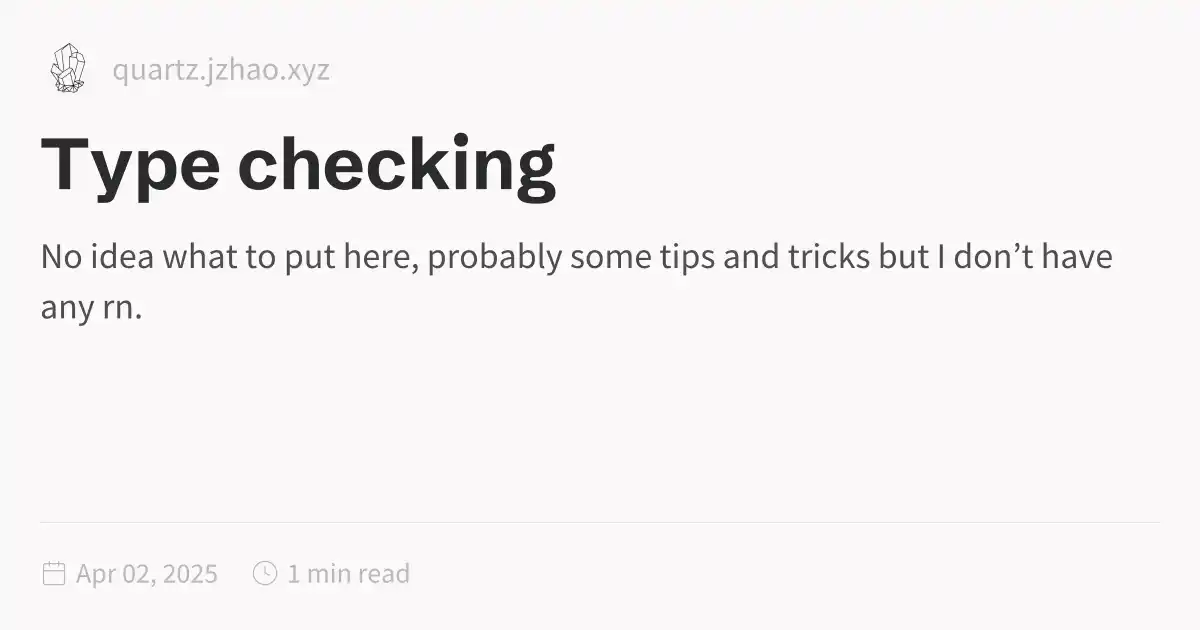 quartz.jzhao.xyz
Type checking
No idea what to put here, probably some tips and tricks but I don’t have
any rn.
Apr 02, 2025 1 min read